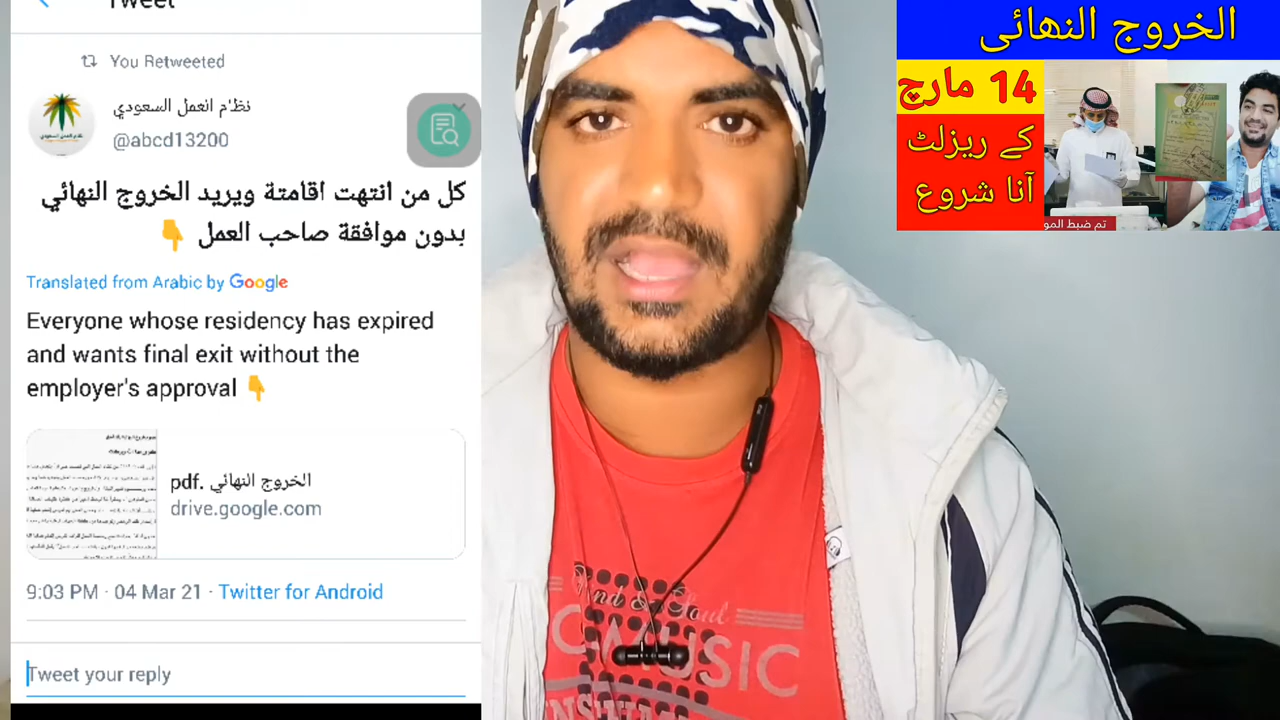 Tweet
You Retweeted
نظام العمل السعودي
@abcd13200
كل من انتهت اقامتة ويريد الخروج النهائي
بدون موافقة صاحب العمل 👇
Translated from Arabic by Google
Everyone whose residency has expired
and wants final exit without the
employer's approval 👇
الخروج النهائي .pdf
drive.google.com
9:03 PM · 04 Mar 21 · Twitter for Android
Tweet your reply
And & Soul
MUSIC
الخروج النهائی
14 مارچ
کے ریزلٹ
آنا شروع
تم ضبط المو